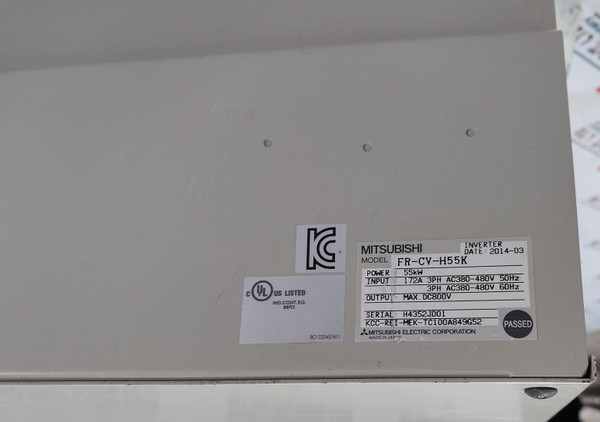 KC
MITSUBISHI INVERTER
DATE: 2014-03
MODEL FR-CV-H55K
POWER : 55kW
INPUT : 172A 3PH AC380-480V 50Hz
3PH AC380-480V 60Hz
OUTPUT : MAX.DC800V
SERIAL : H4352J001
KCC-REI-MEK-TC100A849G52
MITSUBISHI ELECTRIC CORPORATION
MADE IN JAPAN
PASSED
C UL US LISTED
IND.CONT.EQ.